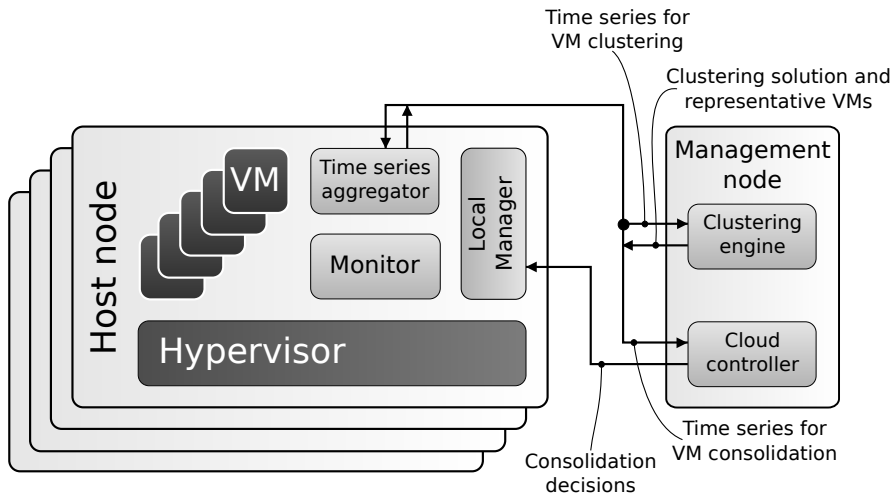 Time series for
VM clustering
Clustering solution and
representative VMs
Host node
VM
Time series
aggregator
Local
Manager
Monitor
Hypervisor
Management
node
Clustering
engine
Cloud
controller
Time series for
VM consolidation
Consolidation
decisions